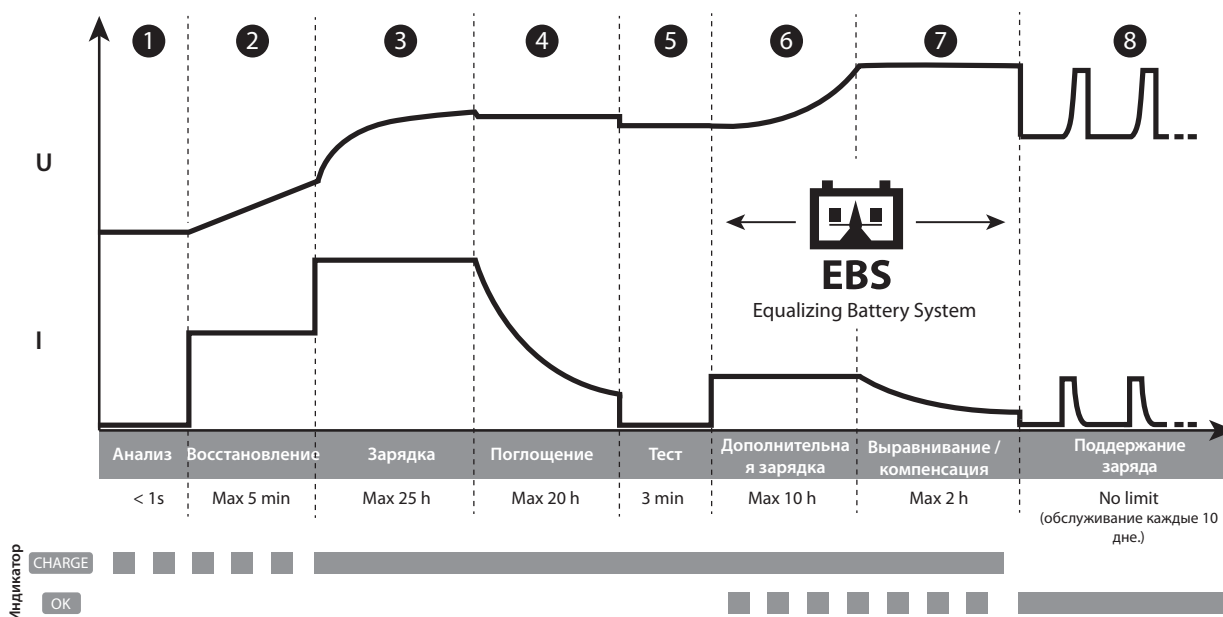 1 2 3 4 5 6 7 8
U
EBS
Equalizing Battery System
I
Анализ Восстановление Зарядка Поглощение Тест Дополнительна Выравнивание / Поддержание
я зарядка компенсация заряда
< 1s Max 5 min Max 25 h Max 20 h 3 min Max 10 h Max 2 h No limit
(обслуживание каждые 10
дне.)
Индикатор
CHARGE
OK